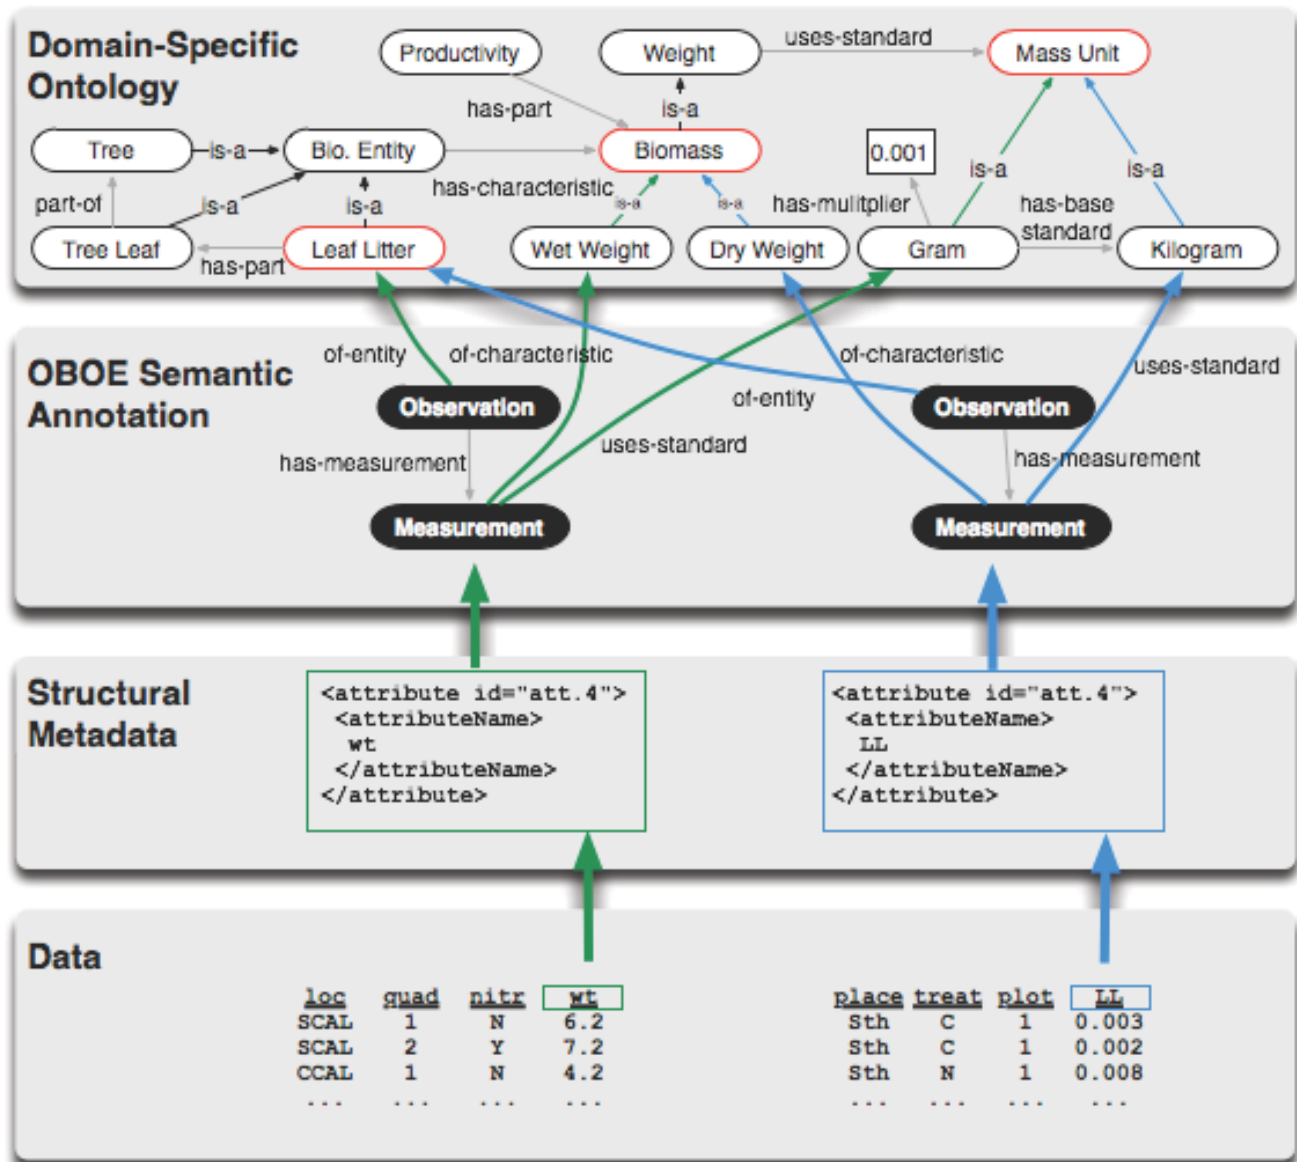 Domain-Specific
Ontology
Productivity
Weight
uses-standard
Mass Unit
has-part
is-a
Tree
is-a
Bio. Entity
Biomass
0.001
part-of
is-a
is-a
has-characteristic
is-a
is-a
has-mulitplier
is-a
has-base
standard
is-a
Tree Leaf
has-part
Leaf Litter
Wet Weight
Dry Weight
Gram
Kilogram
OBOE Semantic
Annotation
of-entity
of-characteristic
of-characteristic
uses-standard
Observation
of-entity
Observation
has-measurement
uses-standard
has-measurement
Measurement
Measurement
Structural
Metadata
<attribute id="att.4">
<attributeName>
wt
</attributeName>
</attribute>
<attribute id="att.4">
<attributeName>
LL
</attributeName>
</attribute>
Data
loc quad nitr wt
SCAL 1 N 6.2
SCAL 2 Y 7.2
CCAL 1 N 4.2
... ... ... ...
place treat plot LL
Sth C 1 0.003
Sth C 1 0.002
Sth N 1 0.008
... ... ... ...